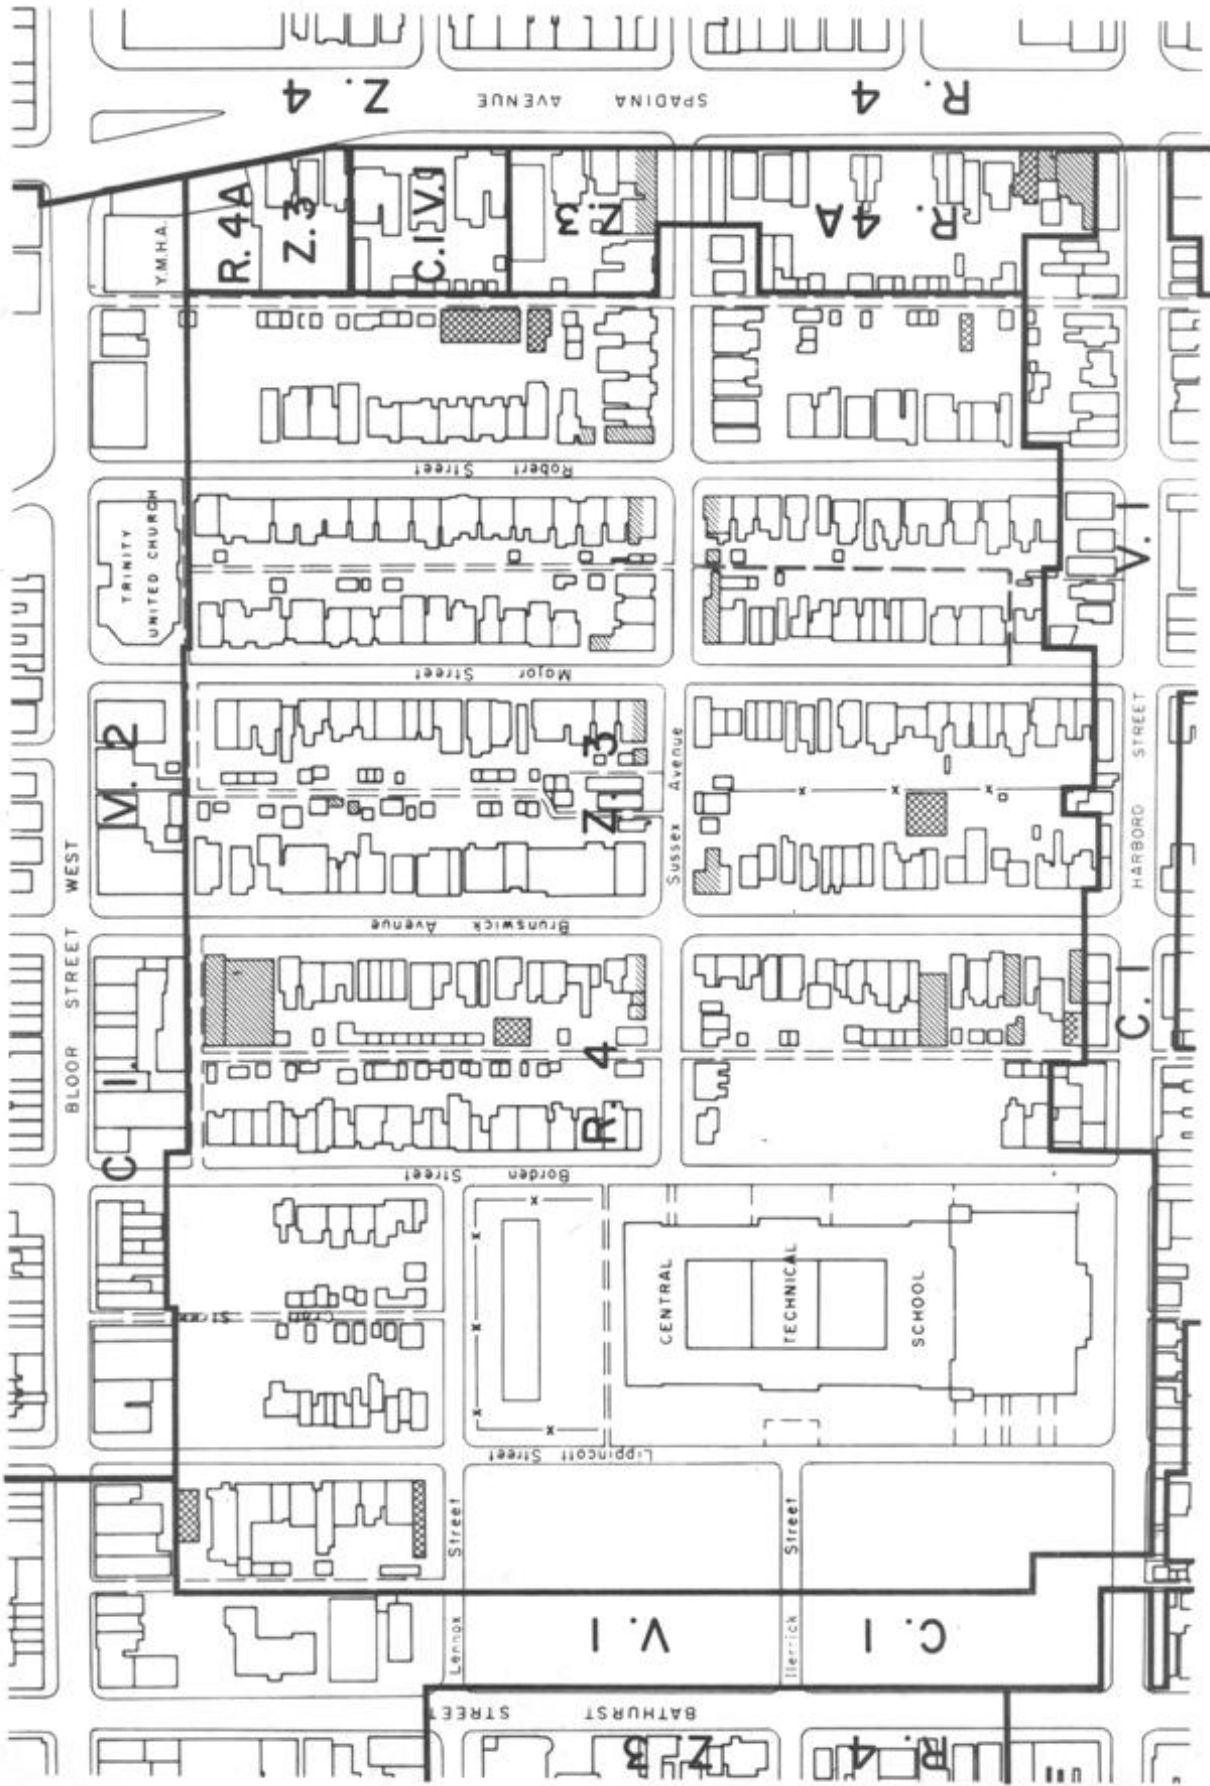 Z. 4
SPADINA AVENUE
R. 4
R. 4A
Z.3
C.I
V.I
Z.3
R.
4A
Y.M.H.A.
Robert Street
TRINITY
UNITED CHURCH
V. I
Major Street
V. 2
Z. 3
Sussex Avenue
HARBORD STREET
BLOOR STREET WEST
Brunswick Avenue
C I.
R. 4
C. I
Borden Street
CENTRAL
TECHNICAL
SCHOOL
Lippincott Street
Lennox Street
Herrick Street
V. I
C. I
BATHURST STREET
Z. 3
R. 4